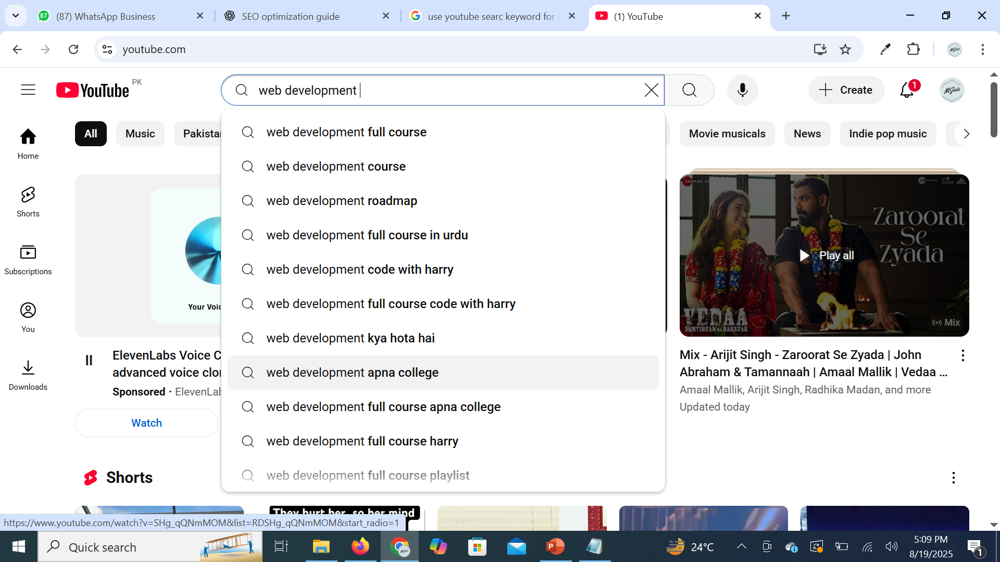 (87) WhatsApp Business
SEO optimization guide
use youtube searc keyword for
(1) YouTube
youtube.com
YouTube PK
web development
Create
1
MJais
All
Music
Pakistan
Movie musicals
News
Indie pop music
web development full course
web development course
web development roadmap
web development full course in urdu
web development code with harry
web development full course code with harry
web development kya hota hai
web development apna college
web development full course apna college
web development full course harry
web development full course playlist
Home
Shorts
Subscriptions
You
Downloads
Your Voic
ElevenLabs Voice C
advanced voice clor
Sponsored · ElevenLab
Watch
ZEEMUSIC CO
Zaroorat
Se
Zyada
Play all
VEDAA
SAMVIDHAN KA RAKSHAK
Mix
Mix - Arijit Singh - Zaroorat Se Zyada | John
Abraham & Tamannaah | Amaal Mallik | Vedaa ...
Amaal Mallik, Arijit Singh, Radhika Madan, and more
Updated today
Shorts
They hurt her, so her mind
https://www.youtube.com/watch?v=SHg_qQNmMOM&list=RDSHg_qQNmMOM&start_radio=1
Quick search
24°C
5:09 PM
8/19/2025
1